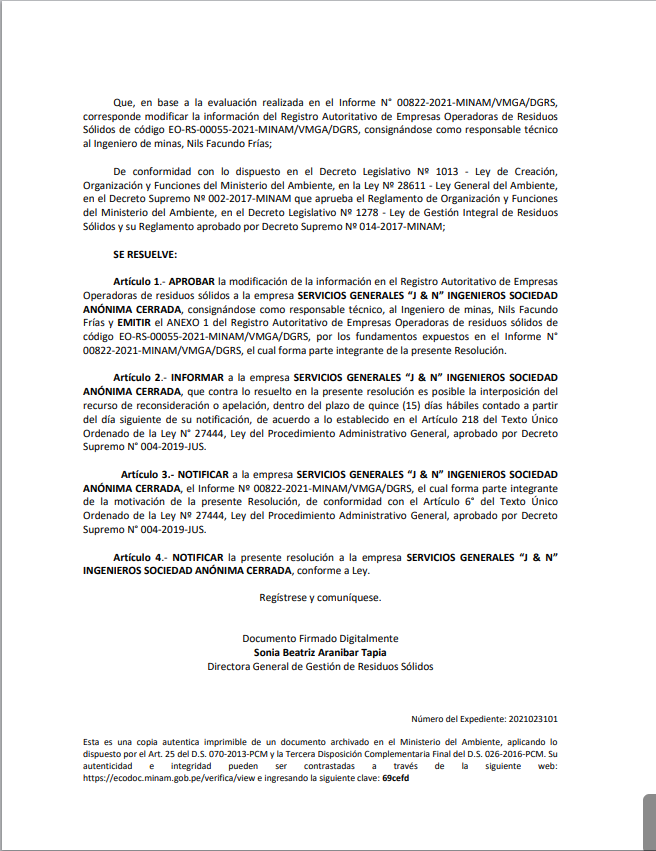 Que, en base a la evaluación realizada en el Informe N° 00822-2021-MINAM/VMGA/DGRS,
corresponde modificar la información del Registro Autoritativo de Empresas Operadoras de Residuos
Sólidos de código EO-RS-00055-2021-MINAM/VMGA/DGRS, consignándose como responsable técnico
al Ingeniero de minas, Nils Facundo Frías;
De conformidad con lo dispuesto en el Decreto Legislativo Nº 1013 - Ley de Creación,
Organización y Funciones del Ministerio del Ambiente, en la Ley Nº 28611 - Ley General del Ambiente,
en el Decreto Supremo Nº 002-2017-MINAM que aprueba el Reglamento de Organización y Funciones
del Ministerio del Ambiente, en el Decreto Legislativo Nº 1278 - Ley de Gestión Integral de Residuos
Sólidos y su Reglamento aprobado por Decreto Supremo Nº 014-2017-MINAM;
SE RESUELVE:
Artículo 1.- APROBAR la modificación de la información en el Registro Autoritativo de Empresas
Operadoras de residuos sólidos a la empresa SERVICIOS GENERALES “J & N” INGENIEROS SOCIEDAD
ANÓNIMA CERRADA, consignándose como responsable técnico, al Ingeniero de minas, Nils Facundo
Frías y EMITIR el ANEXO 1 del Registro Autoritativo de Empresas Operadoras de residuos sólidos de
código EO-RS-00055-2021-MINAM/VMGA/DGRS, por los fundamentos expuestos en el Informe N°
00822-2021-MINAM/VMGA/DGRS, el cual forma parte integrante de la presente Resolución.
Artículo 2.- INFORMAR a la empresa SERVICIOS GENERALES “J & N” INGENIEROS SOCIEDAD
ANÓNIMA CERRADA, que contra lo resuelto en la presente resolución es posible la interposición del
recurso de reconsideración o apelación, dentro del plazo de quince (15) días hábiles contado a partir
del día siguiente de su notificación, de acuerdo a lo establecido en el Artículo 218 del Texto Único
Ordenado de la Ley N° 27444, Ley del Procedimiento Administrativo General, aprobado por Decreto
Supremo N° 004-2019-JUS.
Artículo 3.- NOTIFICAR a la empresa SERVICIOS GENERALES “J & N” INGENIEROS SOCIEDAD
ANÓNIMA CERRADA, el Informe Nº 00822-2021-MINAM/VMGA/DGRS, el cual forma parte integrante
de la motivación de la presente Resolución, de conformidad con el Artículo 6° del Texto Único
Ordenado de la Ley Nº 27444, Ley del Procedimiento Administrativo General, aprobado por Decreto
Supremo N° 004-2019-JUS.
Artículo 4.- NOTIFICAR la presente resolución a la empresa SERVICIOS GENERALES “J & N”
INGENIEROS SOCIEDAD ANÓNIMA CERRADA, conforme a Ley.
Regístrese y comuníquese.
Documento Firmado Digitalmente
Sonia Beatriz Aranibar Tapia
Directora General de Gestión de Residuos Sólidos
Número del Expediente: 2021023101
Esta es una copia autentica imprimible de un documento archivado en el Ministerio del Ambiente, aplicando lo
dispuesto por el Art. 25 del D.S. 070-2013-PCM y la Tercera Disposición Complementaria Final del D.S. 026-2016-PCM. Su
autenticidad e integridad pueden ser contrastadas a través de la siguiente web:
https://ecodoc.minam.gob.pe/verifica/view e ingresando la siguiente clave: 69cefd